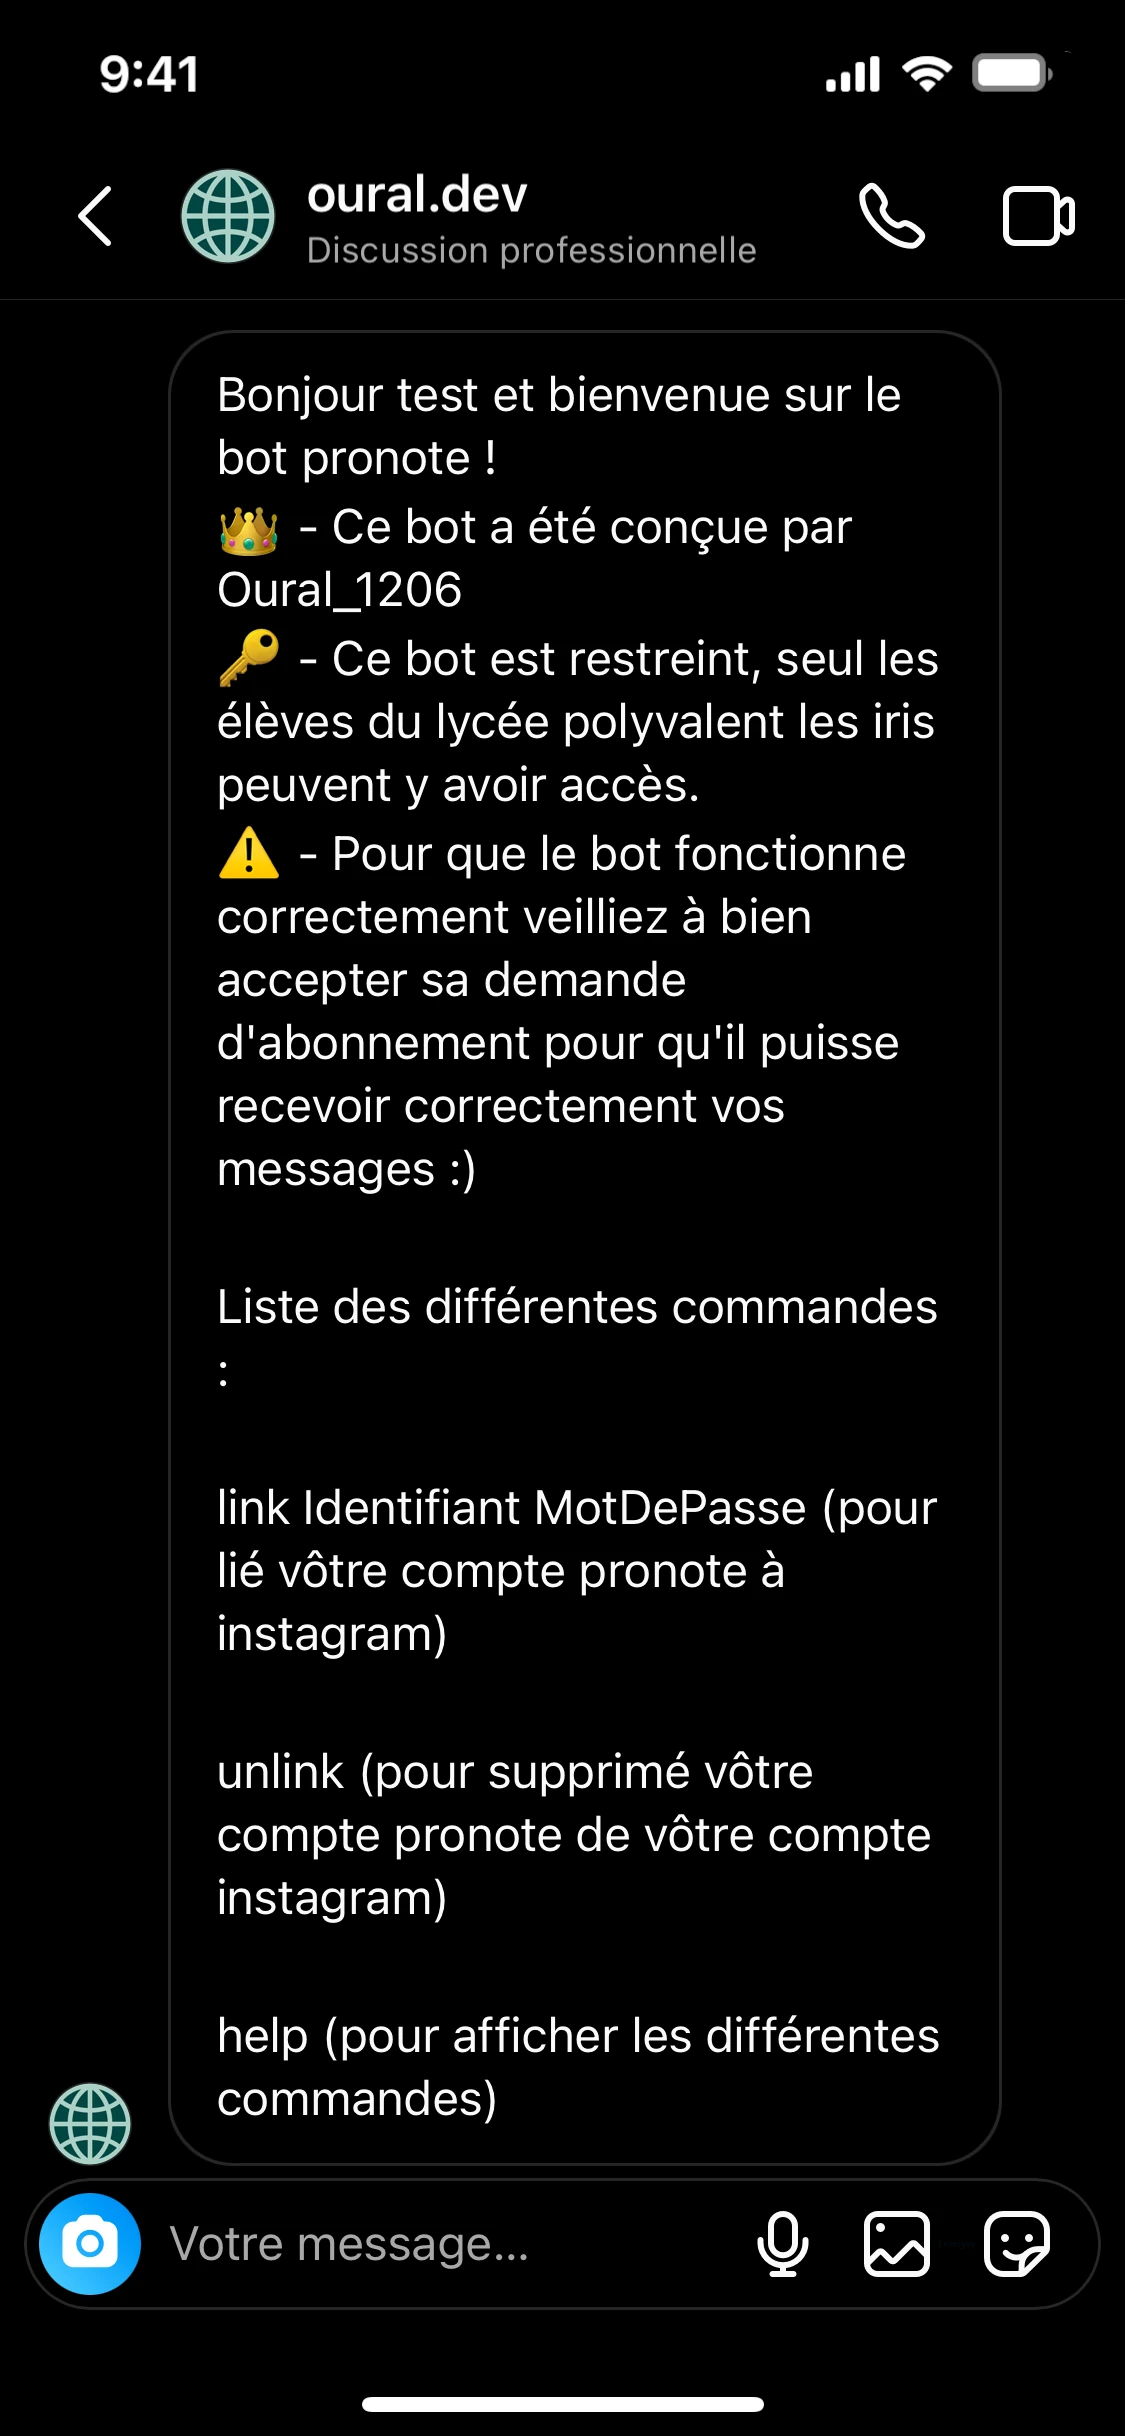 9:41
oural.dev
Discussion professionnelle
Bonjour test et bienvenue sur le
bot pronote !
👑 - Ce bot a été conçue par
Oural_1206
🔑 - Ce bot est restreint, seul les
élèves du lycée polyvalent les iris
peuvent y avoir accès.
⚠️ - Pour que le bot fonctionne
correctement veilliez à bien
accepter sa demande
d'abonnement pour qu'il puisse
recevoir correctement vos
messages :)
Liste des différentes commandes
:
link Identifiant MotDePasse (pour
lié vôtre compte pronote à
instagram)
unlink (pour supprimé vôtre
compte pronote de vôtre compte
instagram)
help (pour afficher les différentes
commandes)
Votre message...